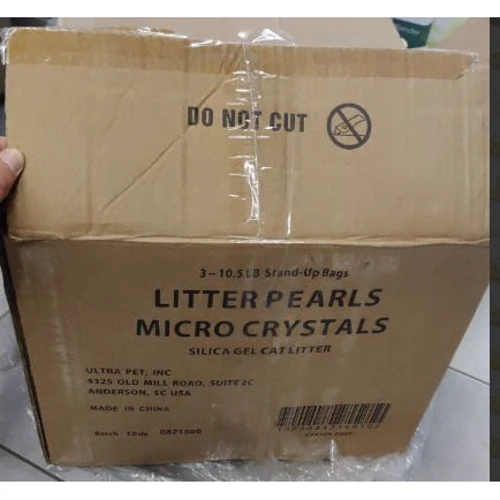 DO NOT CUT
3-10.5 LB Stand-Up Bags
LITTER PEARLS
MICRO CRYSTALS
SILICA GEL CAT LITTER
ULTRA PET, INC
4325 OLD MILL ROAD, SUITE 2C
ANDERSON, SC USA
MADE IN CHINA
Batch Code 0821500